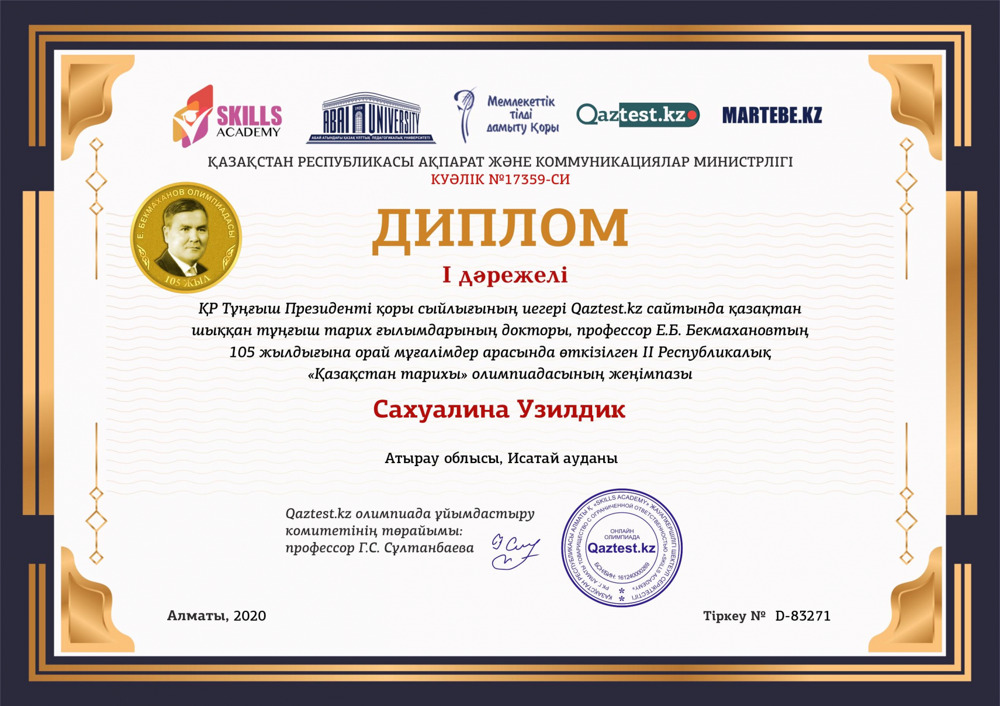 SKILLS
ACADEMY
1928
ABAI UNIVERSITY
АБАЙ АТЫНДАҒЫ ҚАЗАҚ ҰЛТТЫҚ ПЕДАГОГИКАЛЫҚ УНИВЕРСИТЕТІ
Мемлекеттік
тілді
дамыту Қоры
Qaztest.kz
MARTEBE.KZ
ҚАЗАҚСТАН РЕСПУБЛИКАСЫ АҚПАРАТ ЖӘНЕ КОММУНИКАЦИЯЛАР МИНИСТРЛІГІ
КУӘЛІК №17359-СИ
Е. БЕКМАХАНОВ ОЛИМПИАДАСЫ
105 ЖЫЛ
ДИПЛОМ
I дәрежелі
ҚР Тұңғыш Президенті қоры сыйлығының иегері Qaztest.kz сайтында қазақтан
шыққан тұңғыш тарих ғылымдарының докторы, профессор Е.Б. Бекмахановтың
105 жылдығына орай мұғалімдер арасында өткізілген II Республикалық
«Қазақстан тарихы» олимпиадасының жеңімпазы
Сахуалина Узилдик
Атырау облысы, Исатай ауданы
Qaztest.kz олимпиада ұйымдастыру
комитетінің төрайымы:
профессор Г.С. Сұлтанбаева
ҚАЗАҚСТАН РЕСПУБЛИКАСЫ АЛМАТЫ Қ. «SKILLS ACADEMY» ЖАУАПКЕРШІЛІГІ ШЕКТЕУЛІ СЕРІКТЕСТІГІ
РК Г. АЛМАТЫ ТОВАРИЩЕСТВО С ОГРАНИЧЕННОЙ ОТВЕТСТВЕННОСТЬЮ «SKILLS ACADEMY»
ОНЛАЙН
ОЛИМПИАДА
Qaztest.kz
БСН/БИН: 161240000269
Алматы, 2020
Тіркеу № D-83271